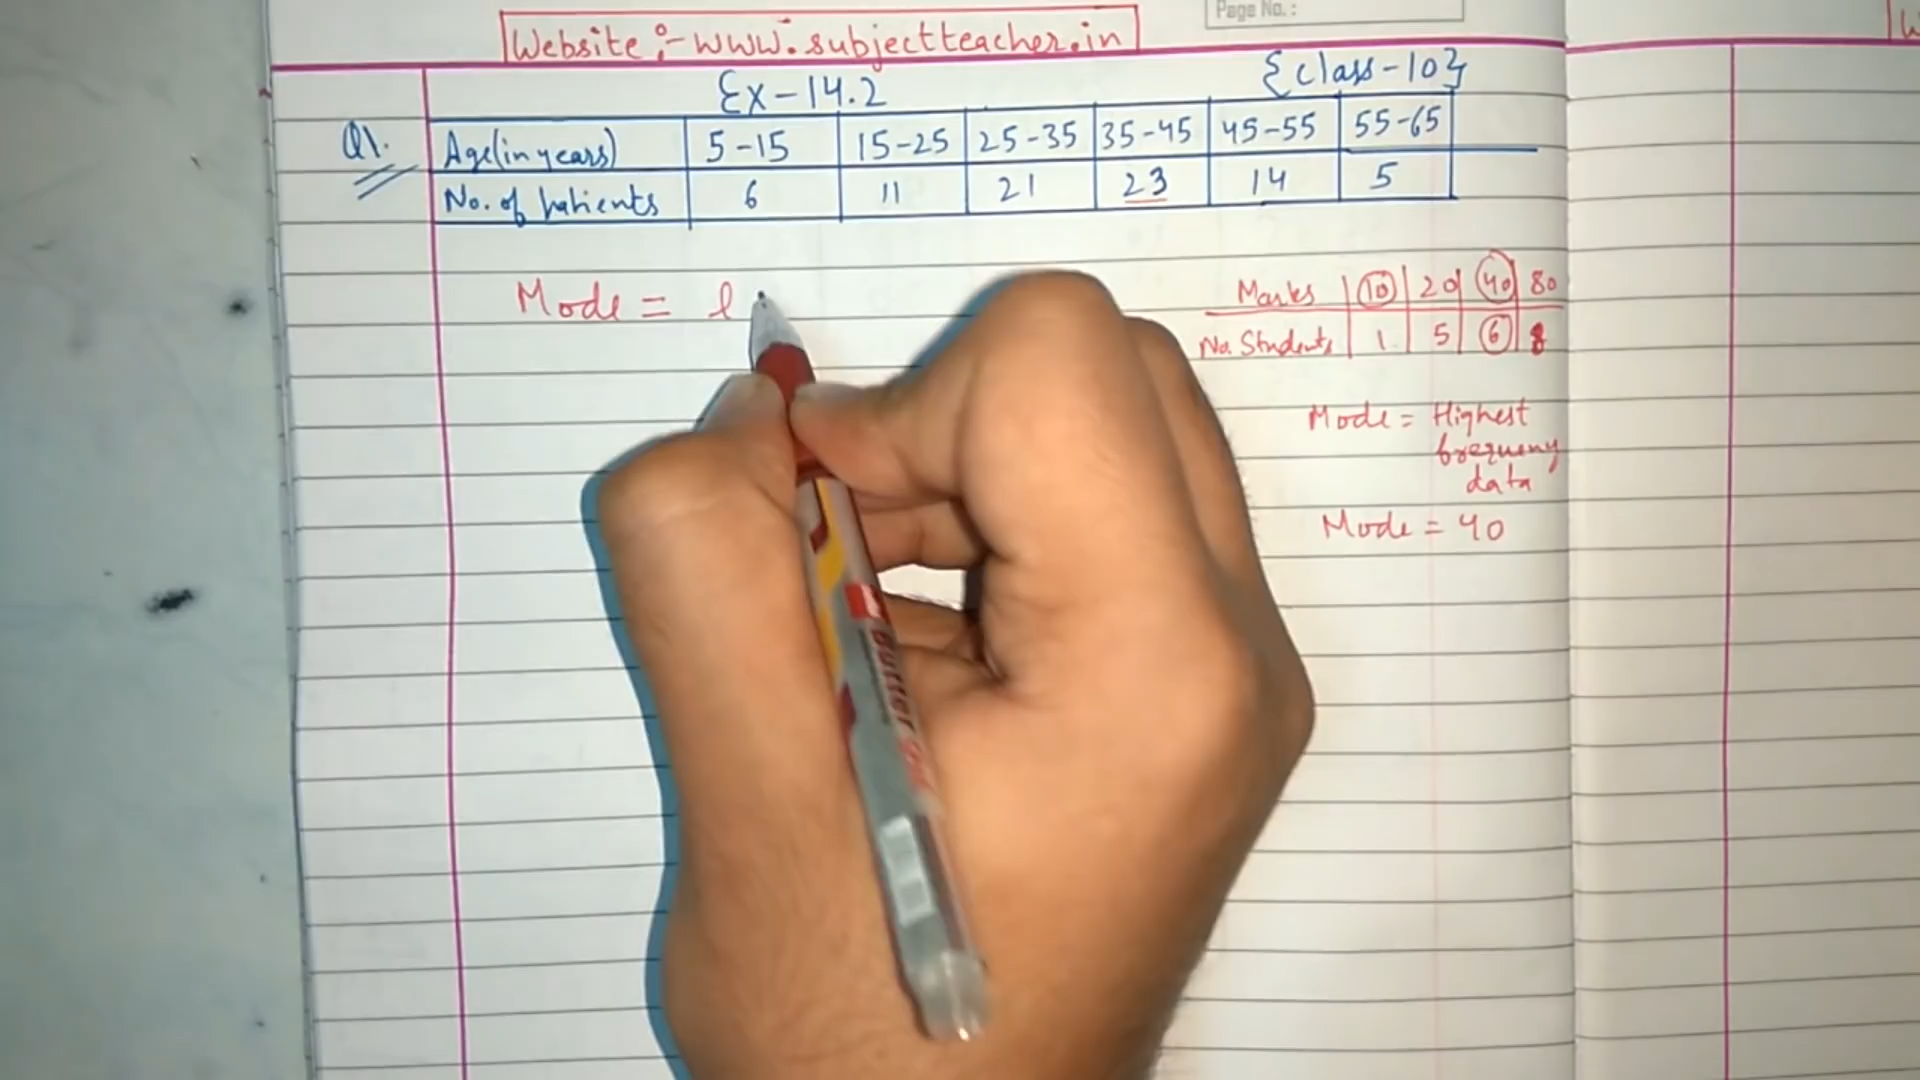 Page No.:
Website:- www.subjectteacher.in
Ex-14.2 {class-10}
Q1. Age(in years) 5-15 15-25 25-35 35-45 45-55 55-65
No. of patients 6 11 21 23 14 5
Mode = l
Marks 10 20 40 80
No. Students 1 5 6 8
Mode = Highest
frequency
data
Mode = 40
Butter